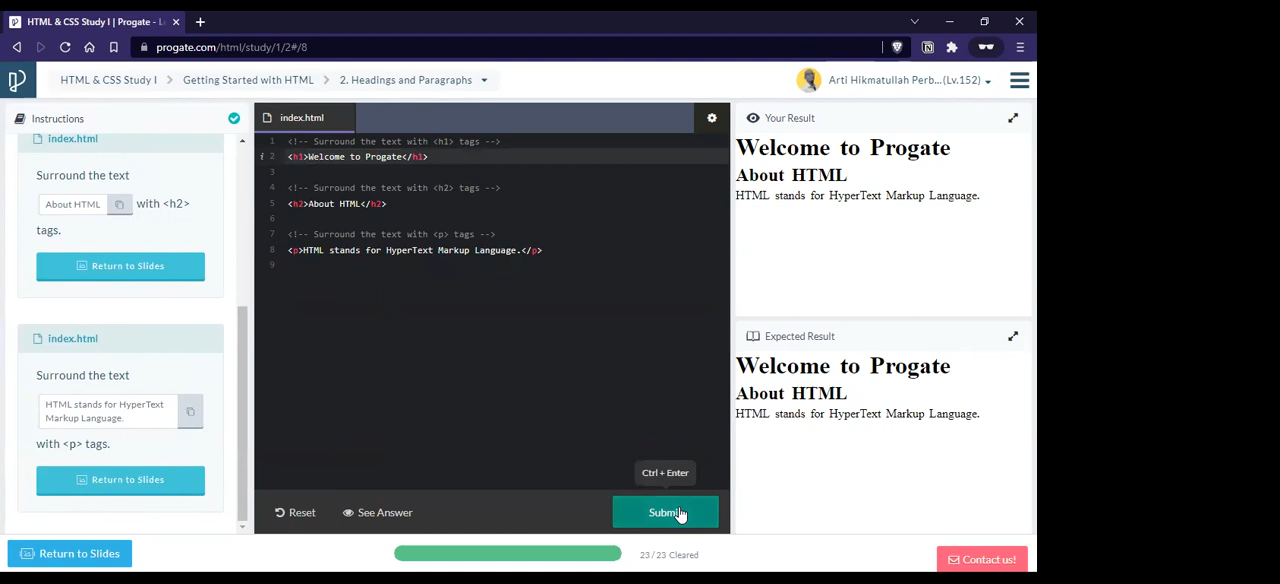 HTML & CSS Study I | Progate - L
progate.com/html/study/1/2#/8
HTML & CSS Study I > Getting Started with HTML > 2. Headings and Paragraphs
Arti Hikmatullah Perb...(Lv.152)
Instructions
index.html
Surround the text
About HTML with <h2>
tags.
Return to Slides
index.html
Surround the text
HTML stands for HyperText
Markup Language.
with <p> tags.
Return to Slides
index.html
1 <!-- Surround the text with <h1> tags -->
i 2 <h1>Welcome to Progate</h1>
3
4 <!-- Surround the text with <h2> tags -->
5 <h2>About HTML</h2>
6
7 <!-- Surround the text with <p> tags -->
8 <p>HTML stands for HyperText Markup Language.</p>
9
Ctrl + Enter
Reset
See Answer
Submit
Your Result
Welcome to Progate
About HTML
HTML stands for HyperText Markup Language.
Expected Result
Welcome to Progate
About HTML
HTML stands for HyperText Markup Language.
Return to Slides
23 / 23 Cleared
Contact us!